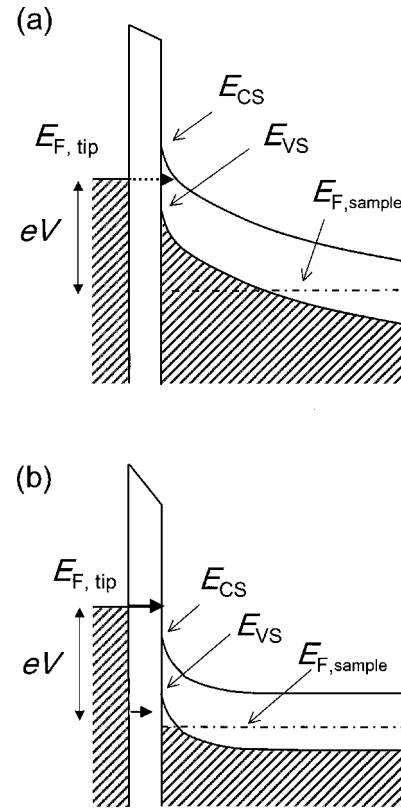 (a)
E_CS
E_F, tip
E_VS
E_F,sample
eV
(b)
E_F, tip
E_CS
E_VS
E_F,sample
eV